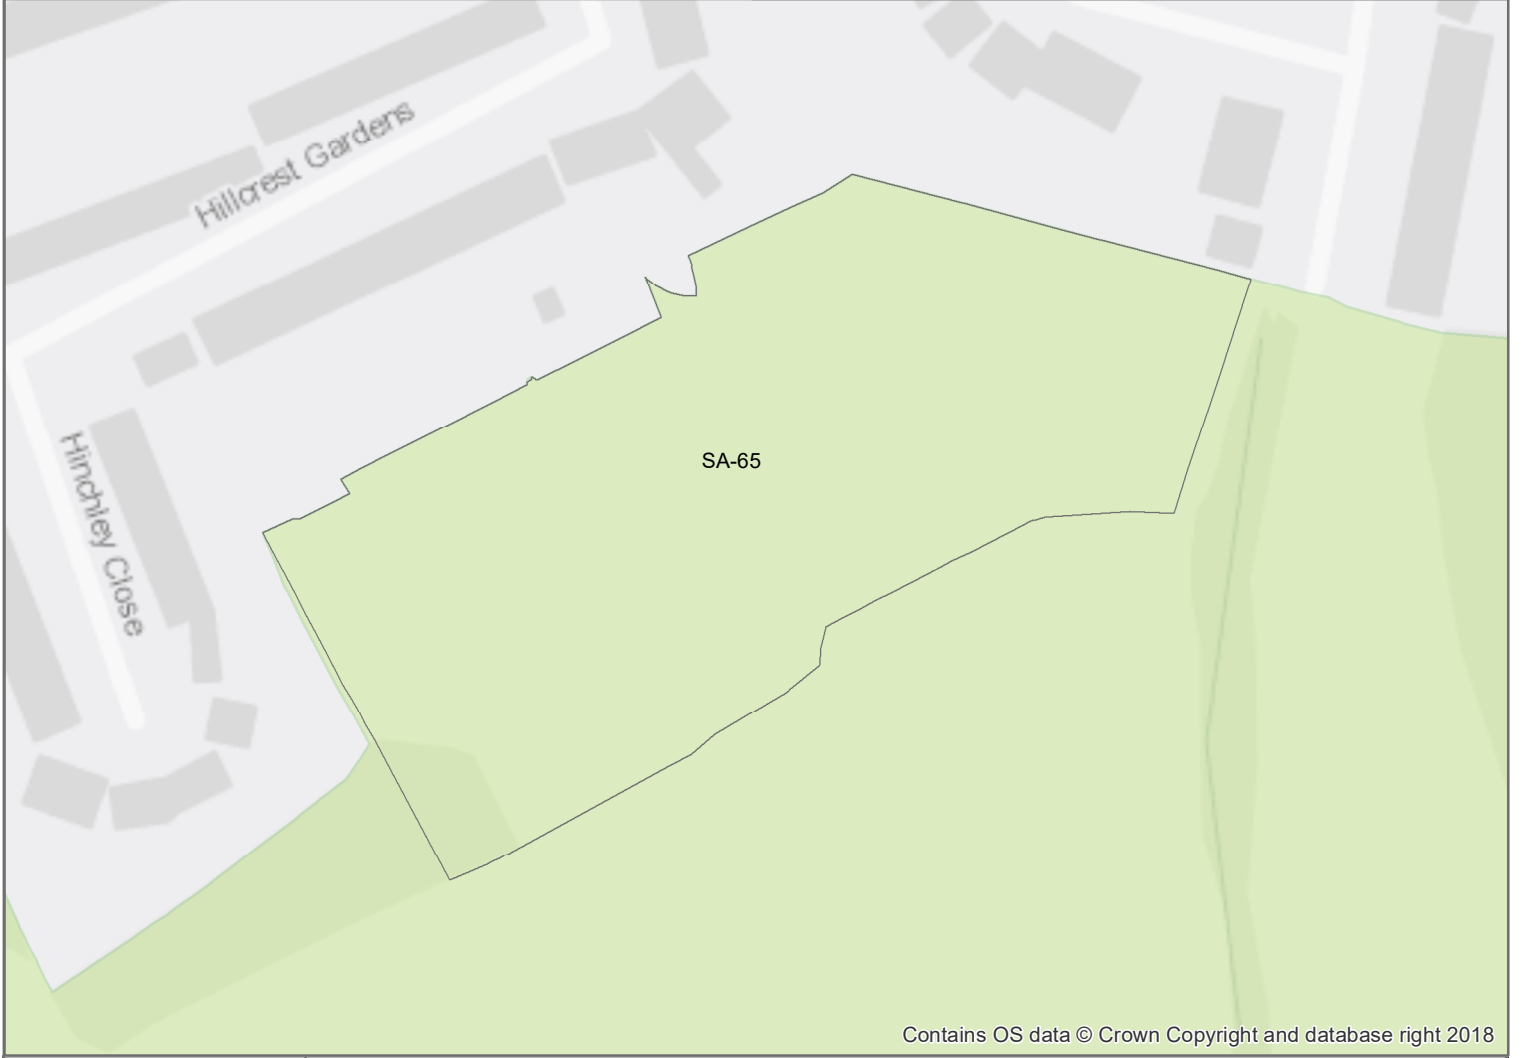 Hillcrest Gardens
SA-65
Hinchley Close
Contains OS data © Crown Copyright and database right 2018